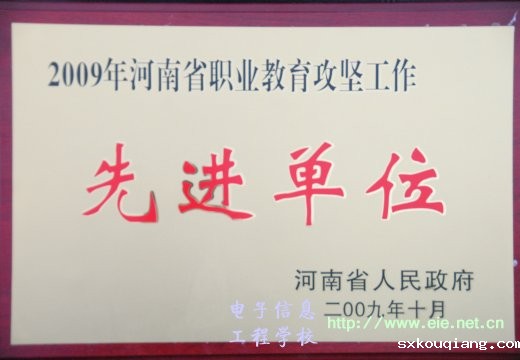 2009年河南省职业教育攻坚工作
先进单位
河南省人民政府
二00九年十月
电子信息
工程学校
http://www.eie.net.cn
sxkouqiang.com